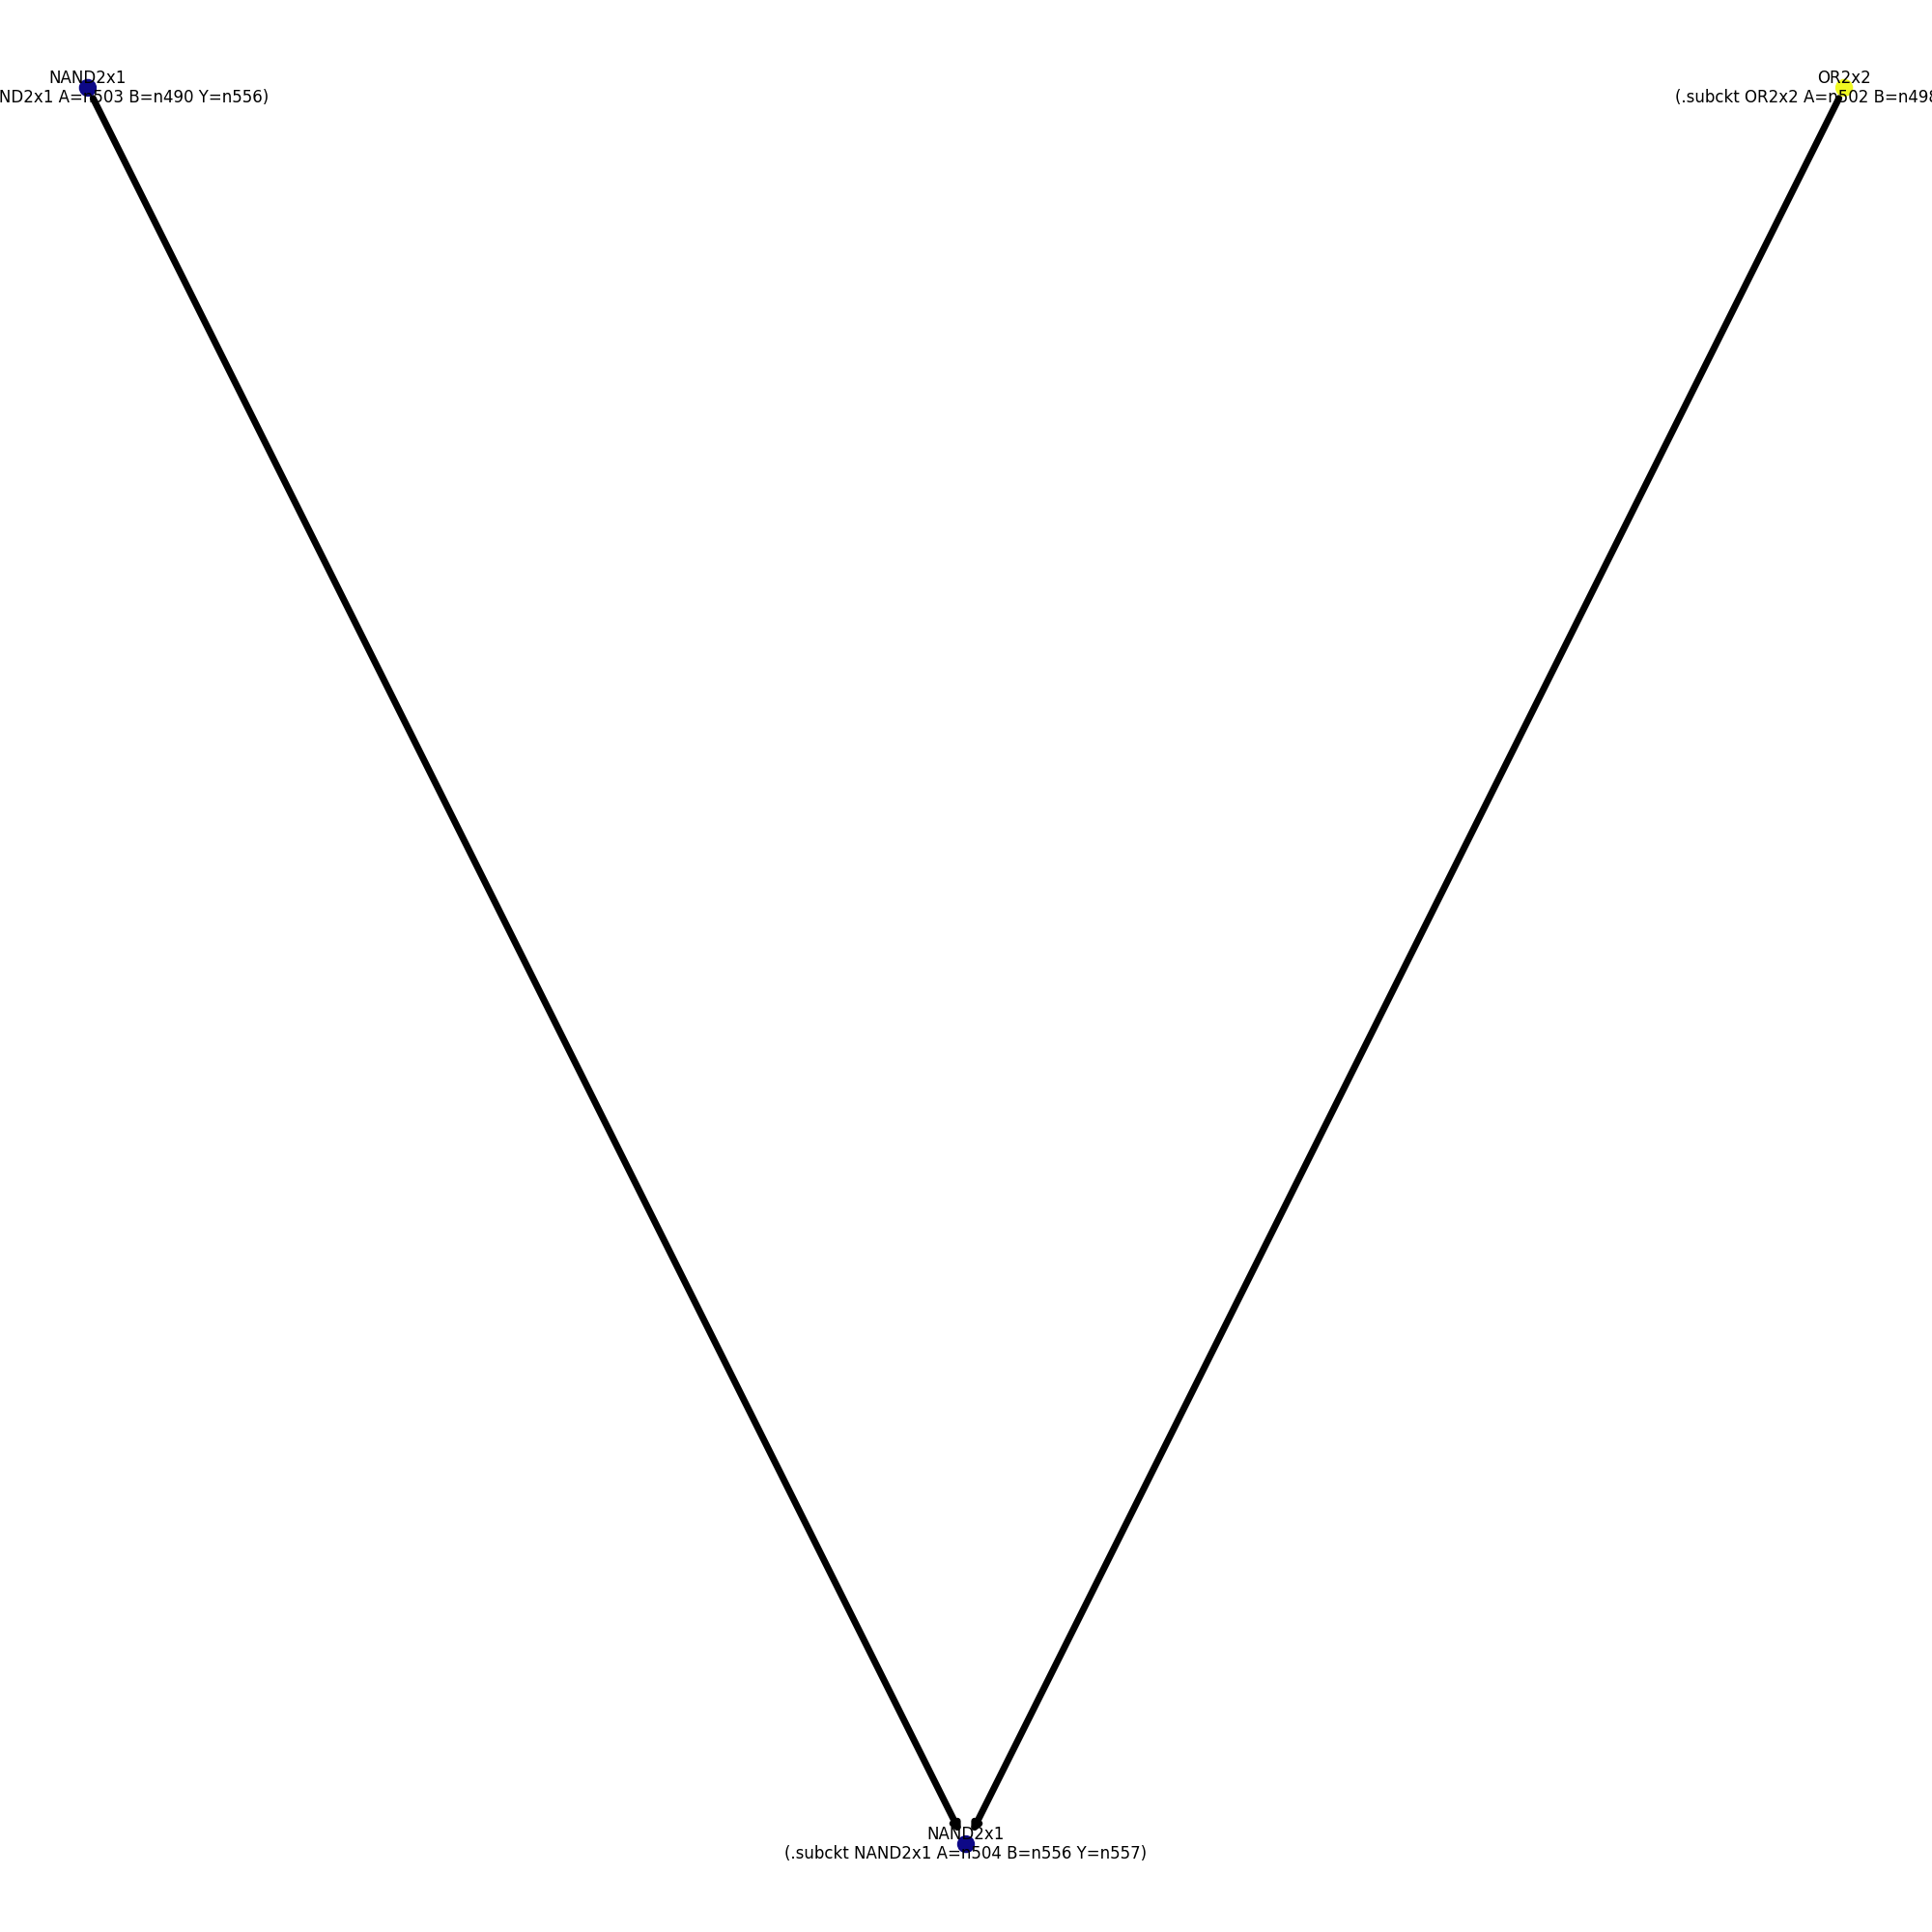 NAND2x1
ND2x1 A=n503 B=n490 Y=n556)
OR2x2
(.subckt OR2x2 A=n502 B=n498
NAND2x1
(.subckt NAND2x1 A=n504 B=n556 Y=n557)